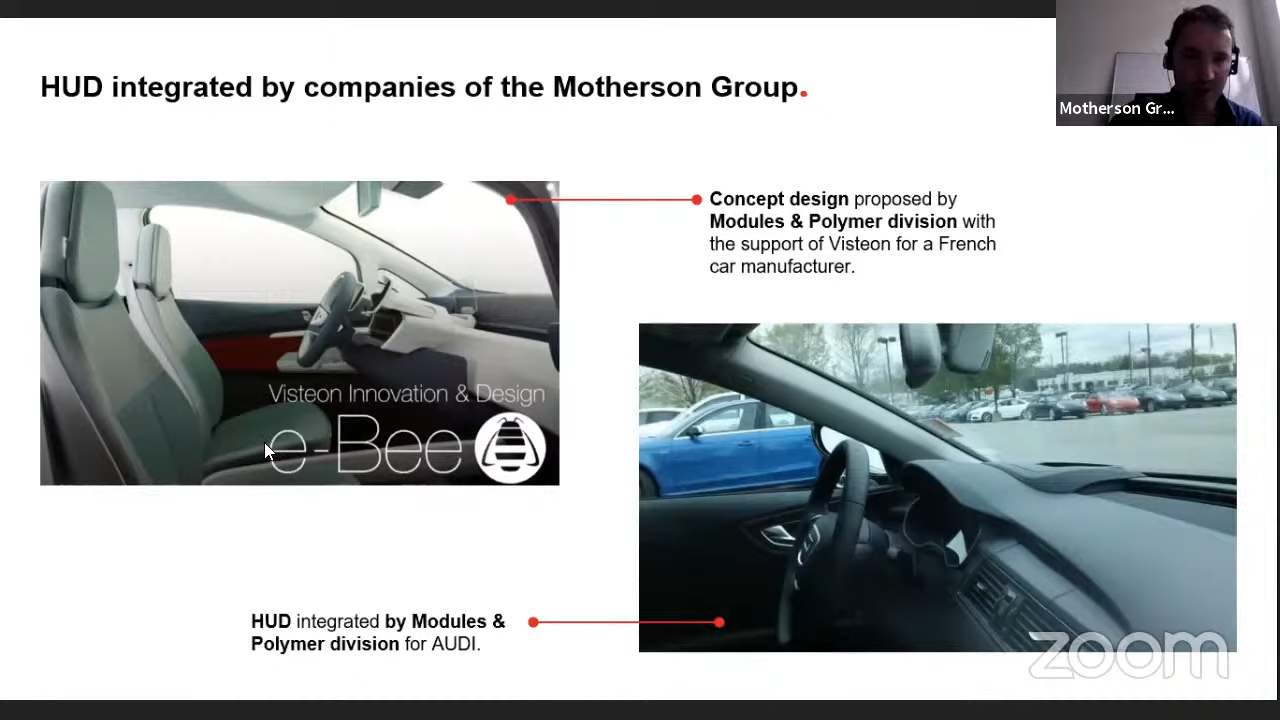 HUD integrated by companies of the Motherson Group.
Motherson Gr...
Concept design proposed by
Modules & Polymer division with
the support of Visteon for a French
car manufacturer.
Visteon Innovation & Design
e-Bee
HUD integrated by Modules &
Polymer division for AUDI.
zoom